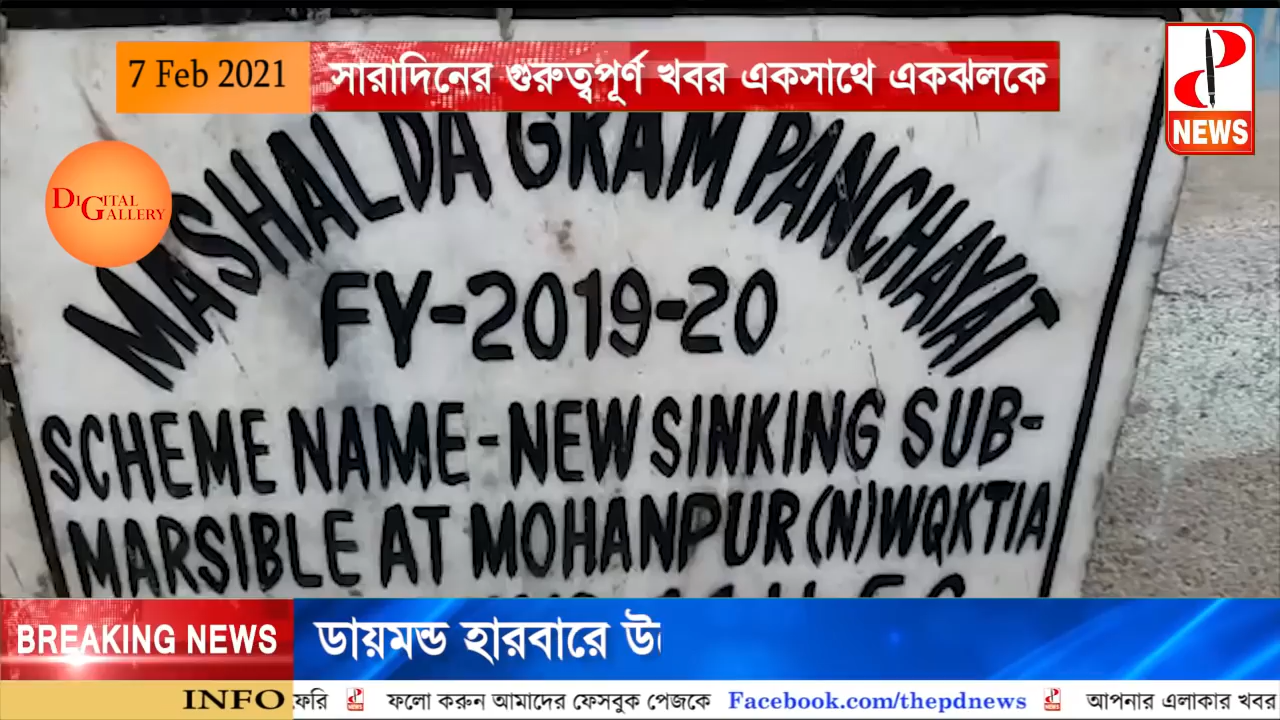 7 Feb 2021
সারাদিনের গুরুত্বপূর্ণ খবর একসাথে একঝলকে
NEWS
DIGITAL
GALLERY
MASHALDA GRAM PANCHAYAT
FY-2019-20
SCHEME NAME-NEW SINKING SUB-
MARSIBLE AT MOHANPUR (N) WQKTIA
BREAKING NEWS
ডায়মন্ড হারবারে
INFO
ফলো করুন আমাদের ফেসবুক পেজকে Facebook.com/thepdnews আপনার এলাকার খবর